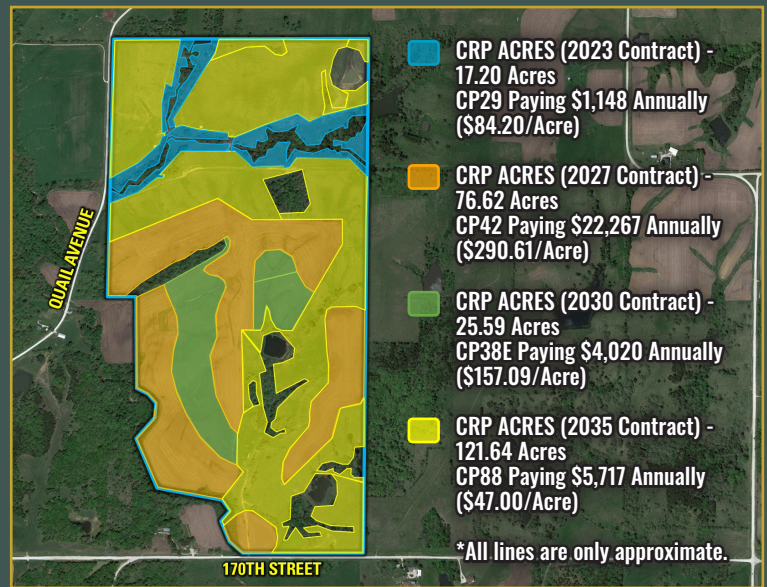 CRP ACRES (2023 Contract) -
17.20 Acres
CP29 Paying $1,148 Annually
($84.20/Acre)
CRP ACRES (2027 Contract) -
76.62 Acres
CP42 Paying $22,267 Annually
($290.61/Acre)
CRP ACRES (2030 Contract) -
25.59 Acres
CP38E Paying $4,020 Annually
($157.09/Acre)
CRP ACRES (2035 Contract) -
121.64 Acres
CP88 Paying $5,717 Annually
($47.00/Acre)
*All lines are only approximate.
QUAIL AVENUE
170TH STREET